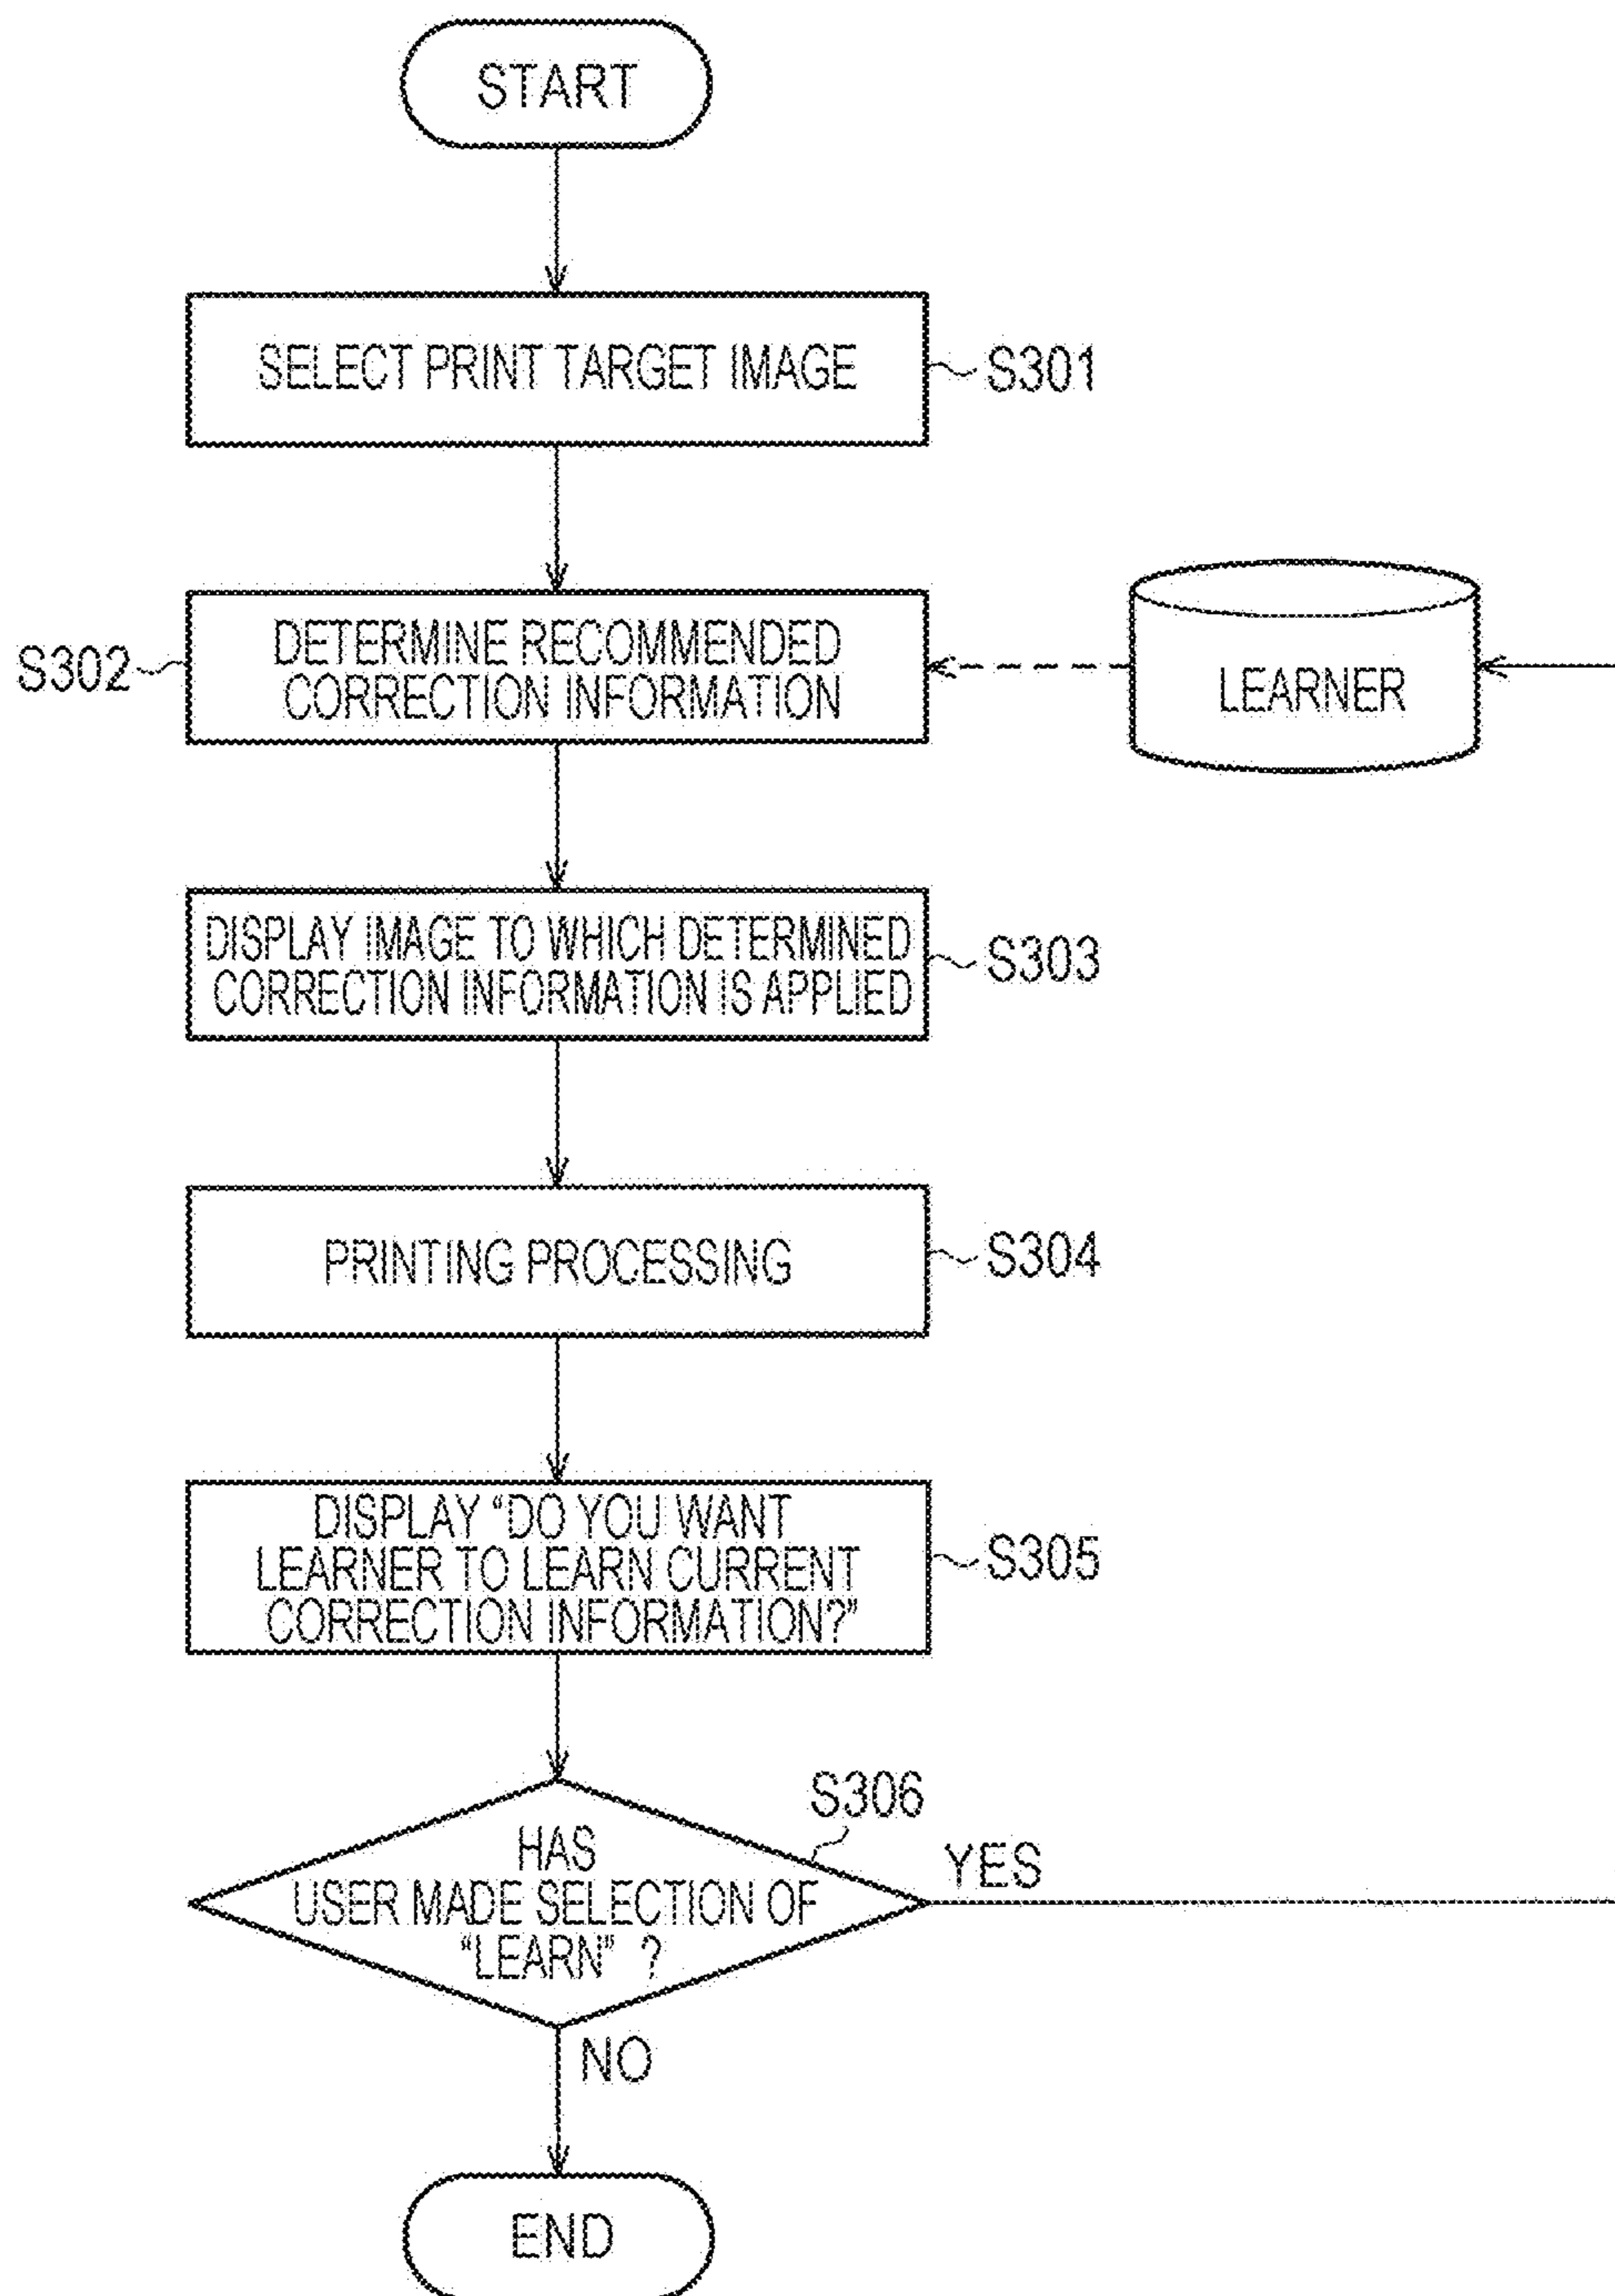 START
SELECT PRINT TARGET IMAGE
S301
S302
DETERMINE RECOMMENDED
CORRECTION INFORMATION
LEARNER
DISPLAY IMAGE TO WHICH DETERMINED
CORRECTION INFORMATION IS APPLIED
S303
PRINTING PROCESSING
S304
DISPLAY “DO YOU WANT
LEARNER TO LEARN CURRENT
CORRECTION INFORMATION?”
S305
S306
HAS
USER MADE SELECTION OF
“LEARN” ?
YES
NO
END